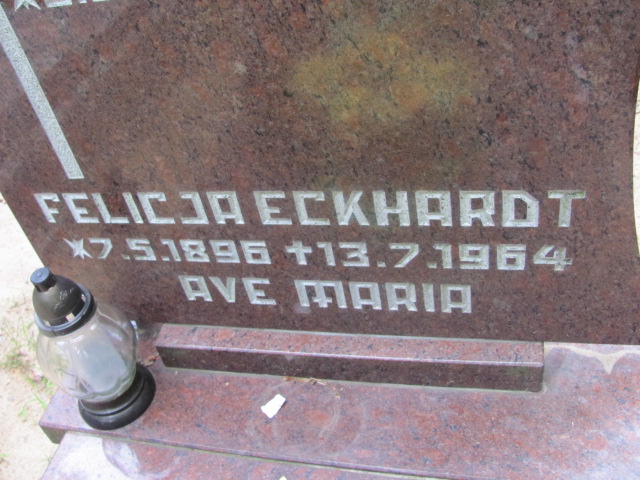 FELICJA ECKHARDT
*7.5.1896 †13.7.1964
AVE MARIA